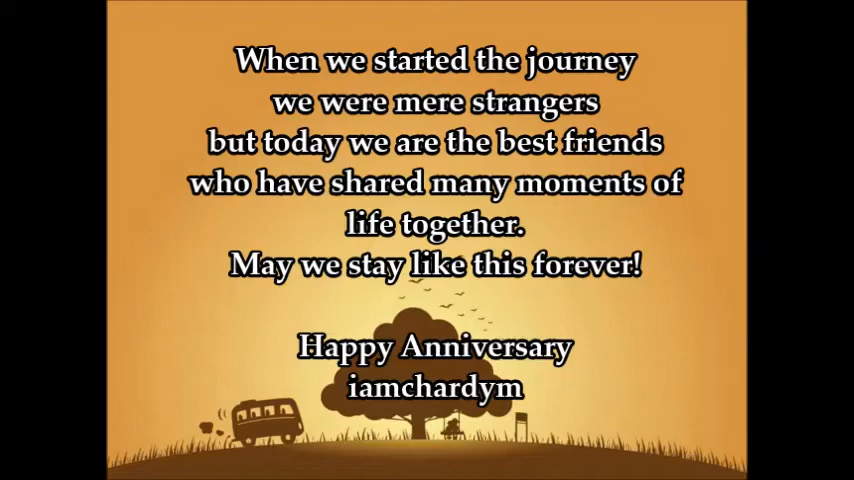 When we started the journey
we were mere strangers
but today we are the best friends
who have shared many moments of
life together.
May we stay like this forever!
Happy Anniversary
iamchardym